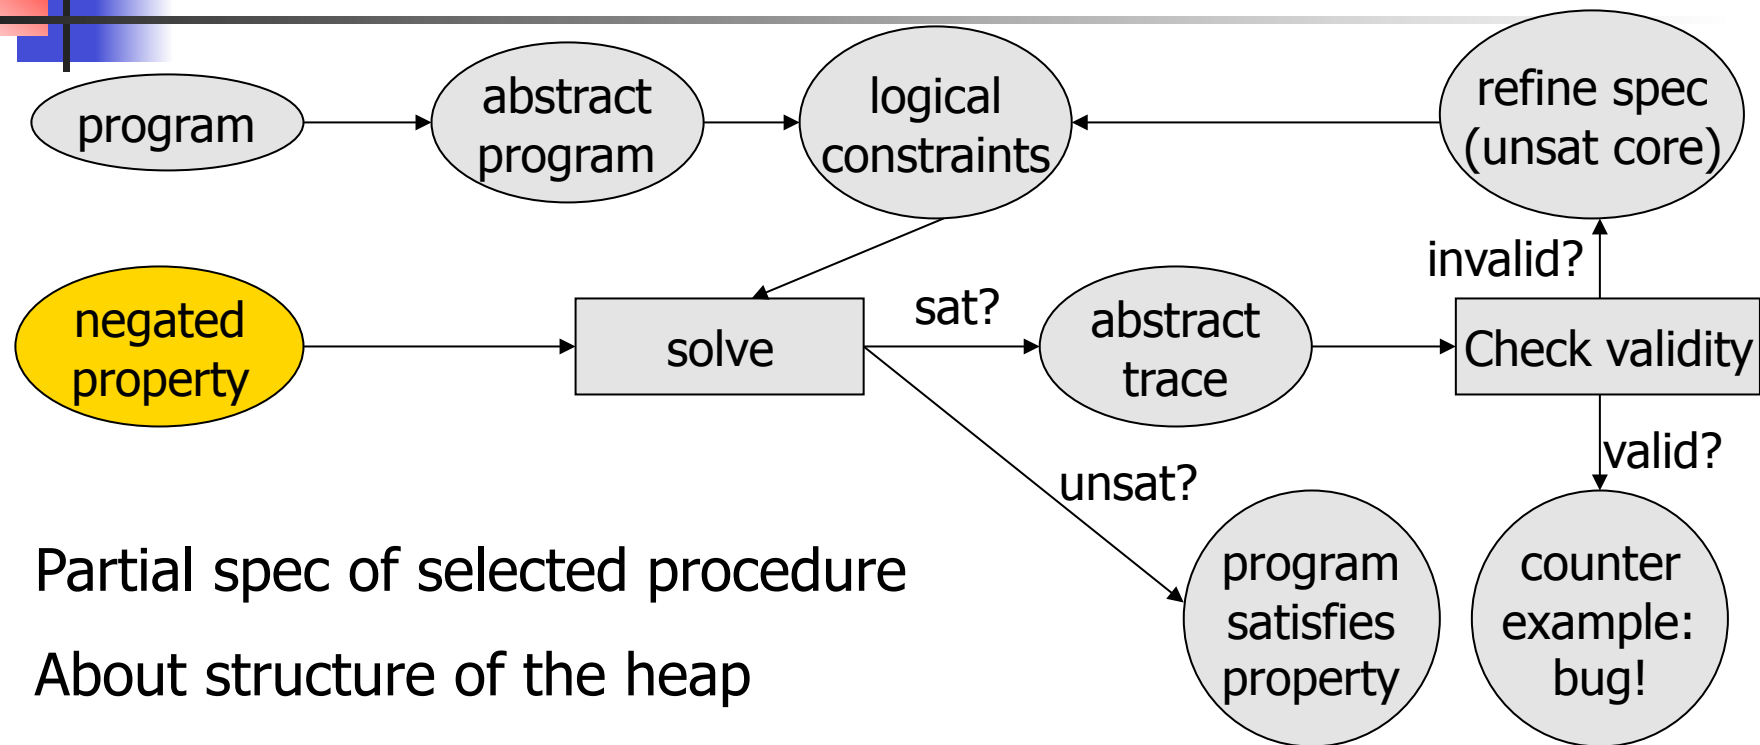 program
abstract
program
logical
constraints
refine spec
(unsat core)
invalid?
negated
property
solve
sat?
abstract
trace
Check validity
unsat?
valid?
program
satisfies
property
counter
example:
bug!
Partial spec of selected procedure
About structure of the heap